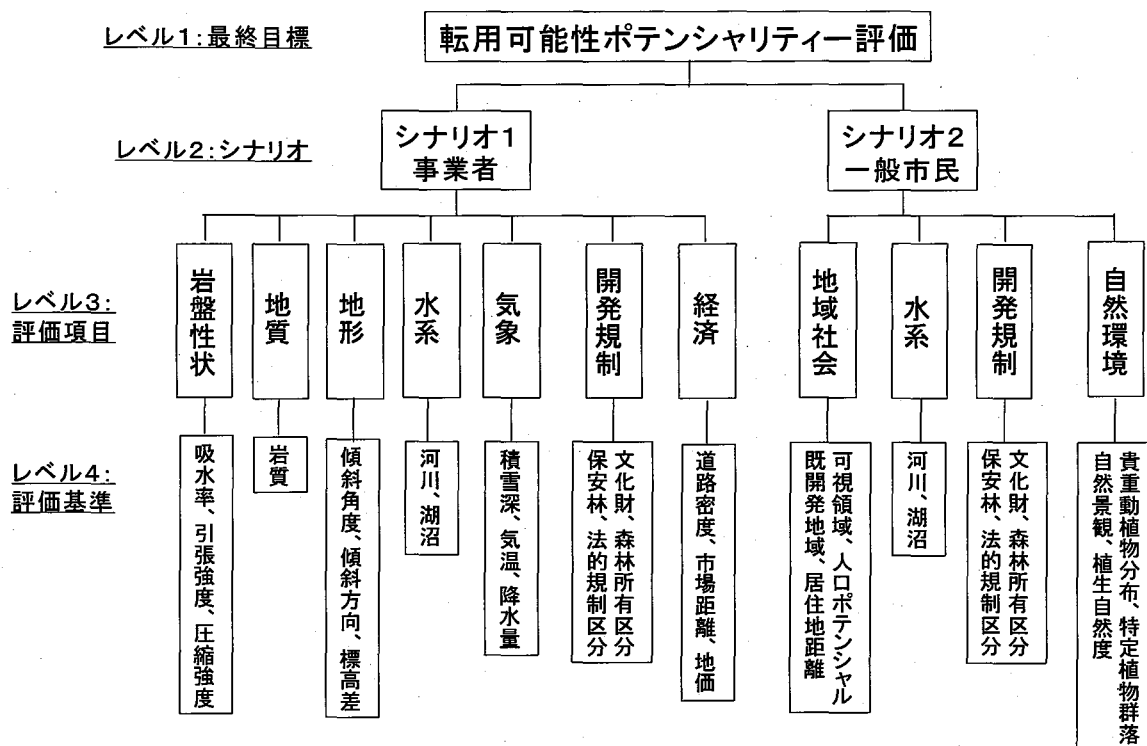 レベル1:最終目標
転用可能性ポテンシャリティー評価
レベル2:シナリオ
シナリオ1
事業者
シナリオ2
一般市民
レベル3:
評価項目
岩盤性状
地質
地形
水系
気象
開発規制
経済
地域社会
水系
開発規制
自然環境
レベル4:
評価基準
吸水率、引張強度、圧縮強度
岩質
傾斜角度、傾斜方向、標高差
河川、湖沼
積雪深、気温、降水量
文化財、森林所有区分
保安林、法的規制区分
道路密度、市場距離、地価
可視領域、人口ポテンシャル
既開発地域、居住地距離
河川、湖沼
文化財、森林所有区分
保安林、法的規制区分
貴重動植物分布、特定植物群落
自然景観、植生自然度